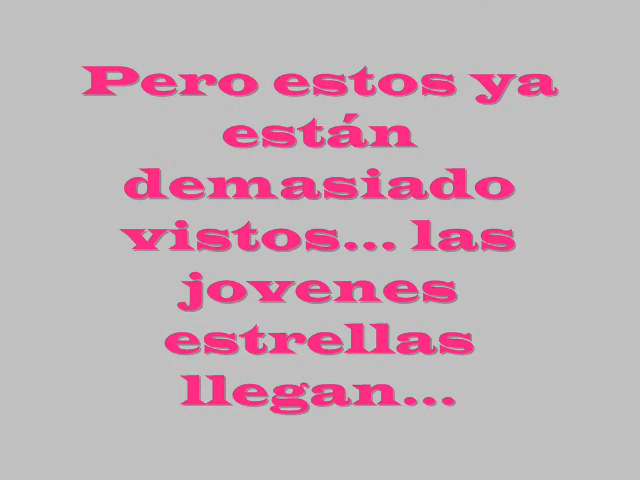 Pero estos ya
están
demasiado
vistos... las
jovenes
estrellas
llegan...